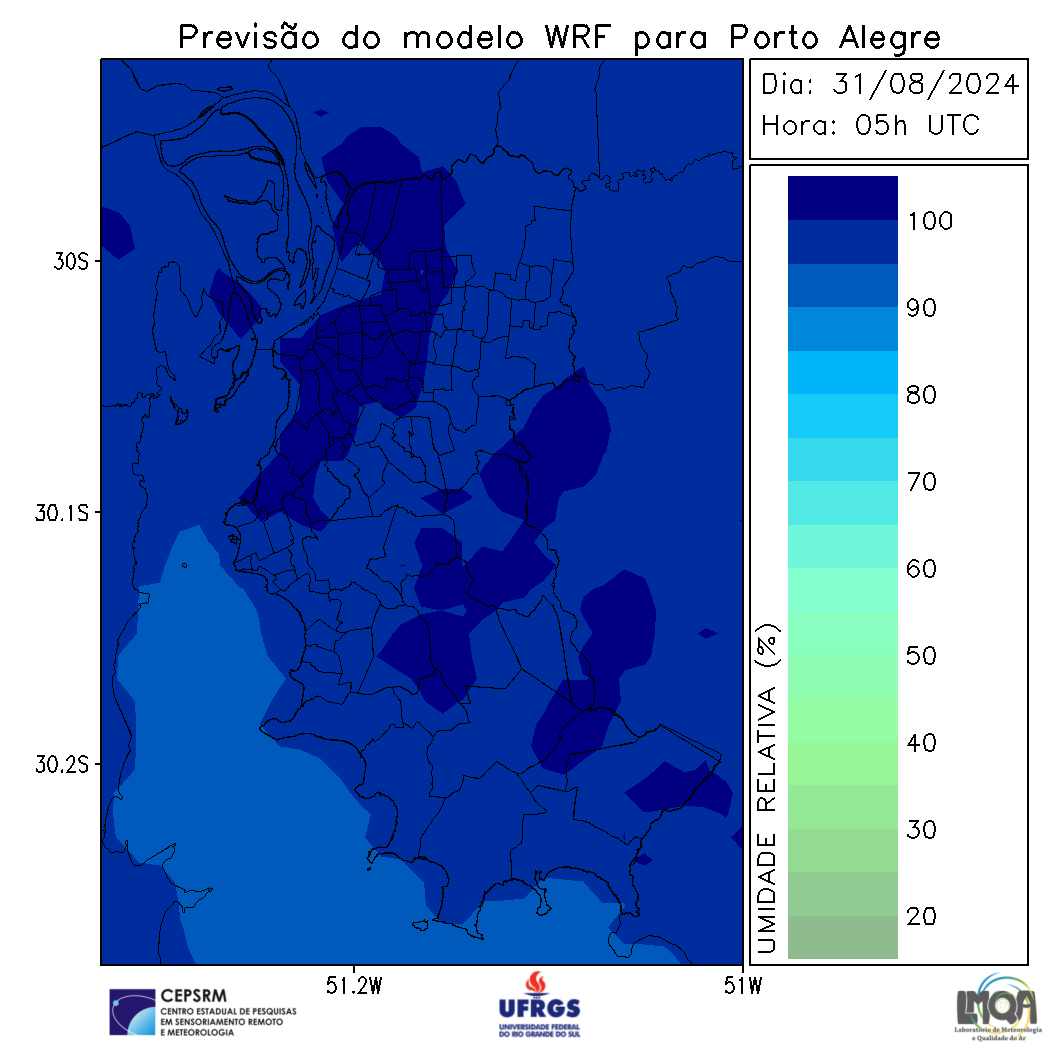 Previsão do modelo WRF para Porto Alegre
Dia: 31/08/2024
Hora: 05h UTC
30S
30.1S
30.2S
51.2W
51W
100
90
80
70
60
50
40
30
20
UMIDADE RELATIVA (%)
CEPSRM
CENTRO ESTADUAL DE PESQUISAS
EM SENSORIAMENTO REMOTO
E METEOROLOGIA
UFRGS
UNIVERSIDADE FEDERAL
DO RIO GRANDE DO SUL
LMQA
Laboratório de Meteorologia
e Qualidade do Ar